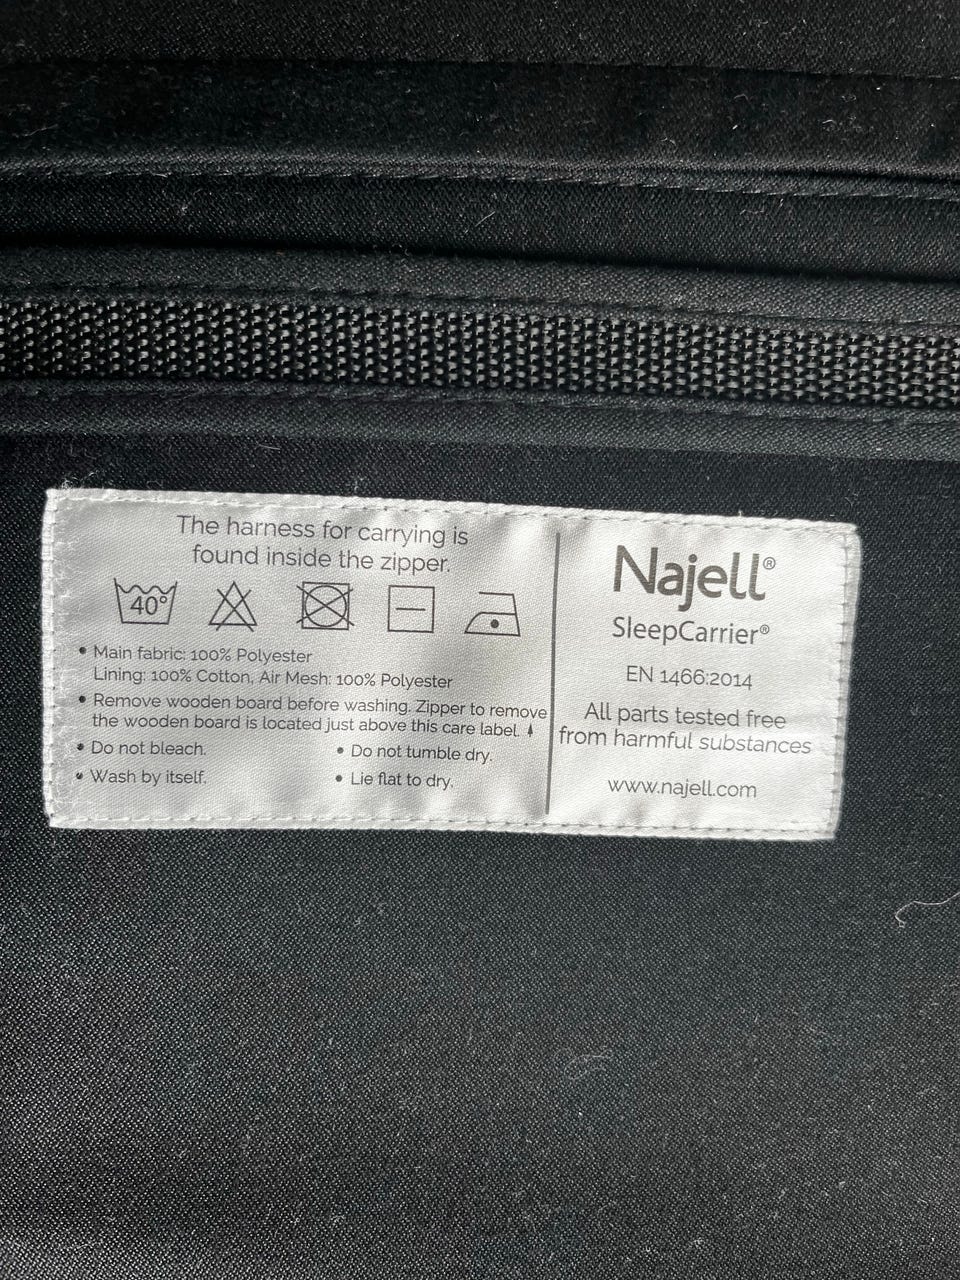 The harness for carrying is
found inside the zipper.
40°
• Main fabric: 100% Polyester
Lining: 100% Cotton, Air Mesh: 100% Polyester
• Remove wooden board before washing. Zipper to remove
the wooden board is located just above this care label.
• Do not bleach.
• Do not tumble dry.
• Wash by itself.
• Lie flat to dry.
Najell®
SleepCarrier®
EN 1466:2014
All parts tested free
from harmful substances
www.najell.com